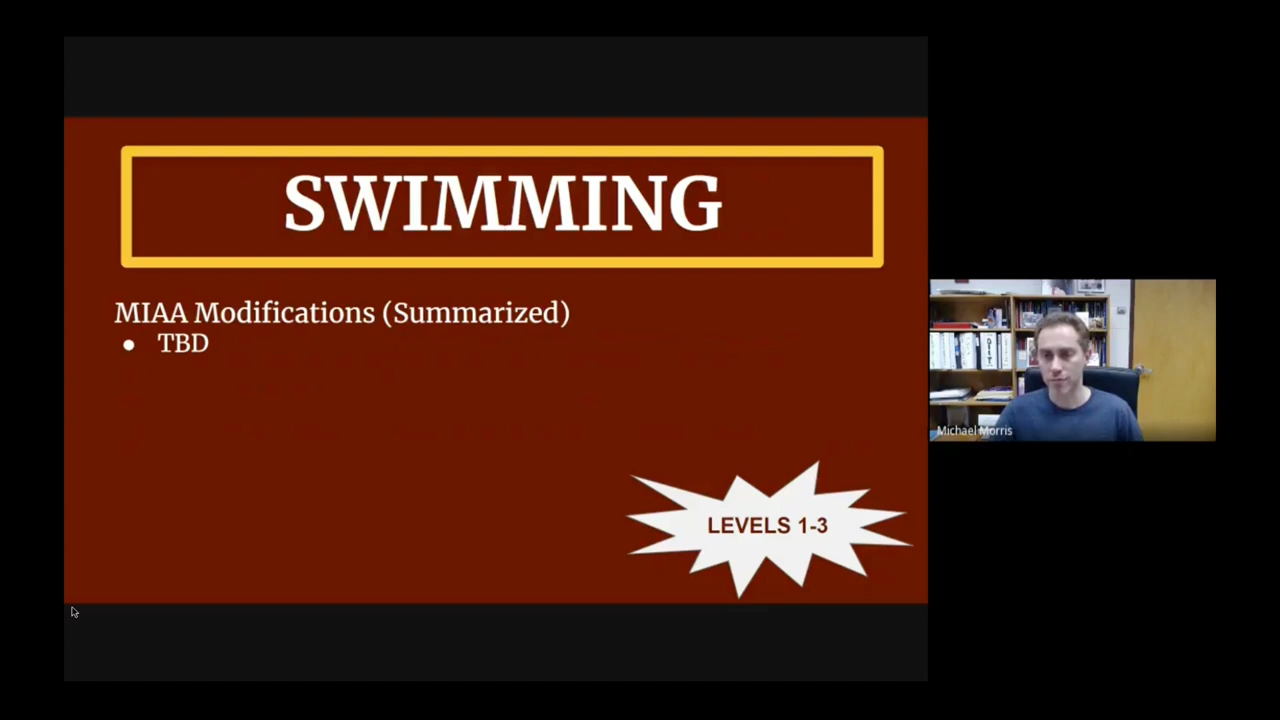 SWIMMING
MIAA Modifications (Summarized)
● TBD
LEVELS 1-3
Michael Morris